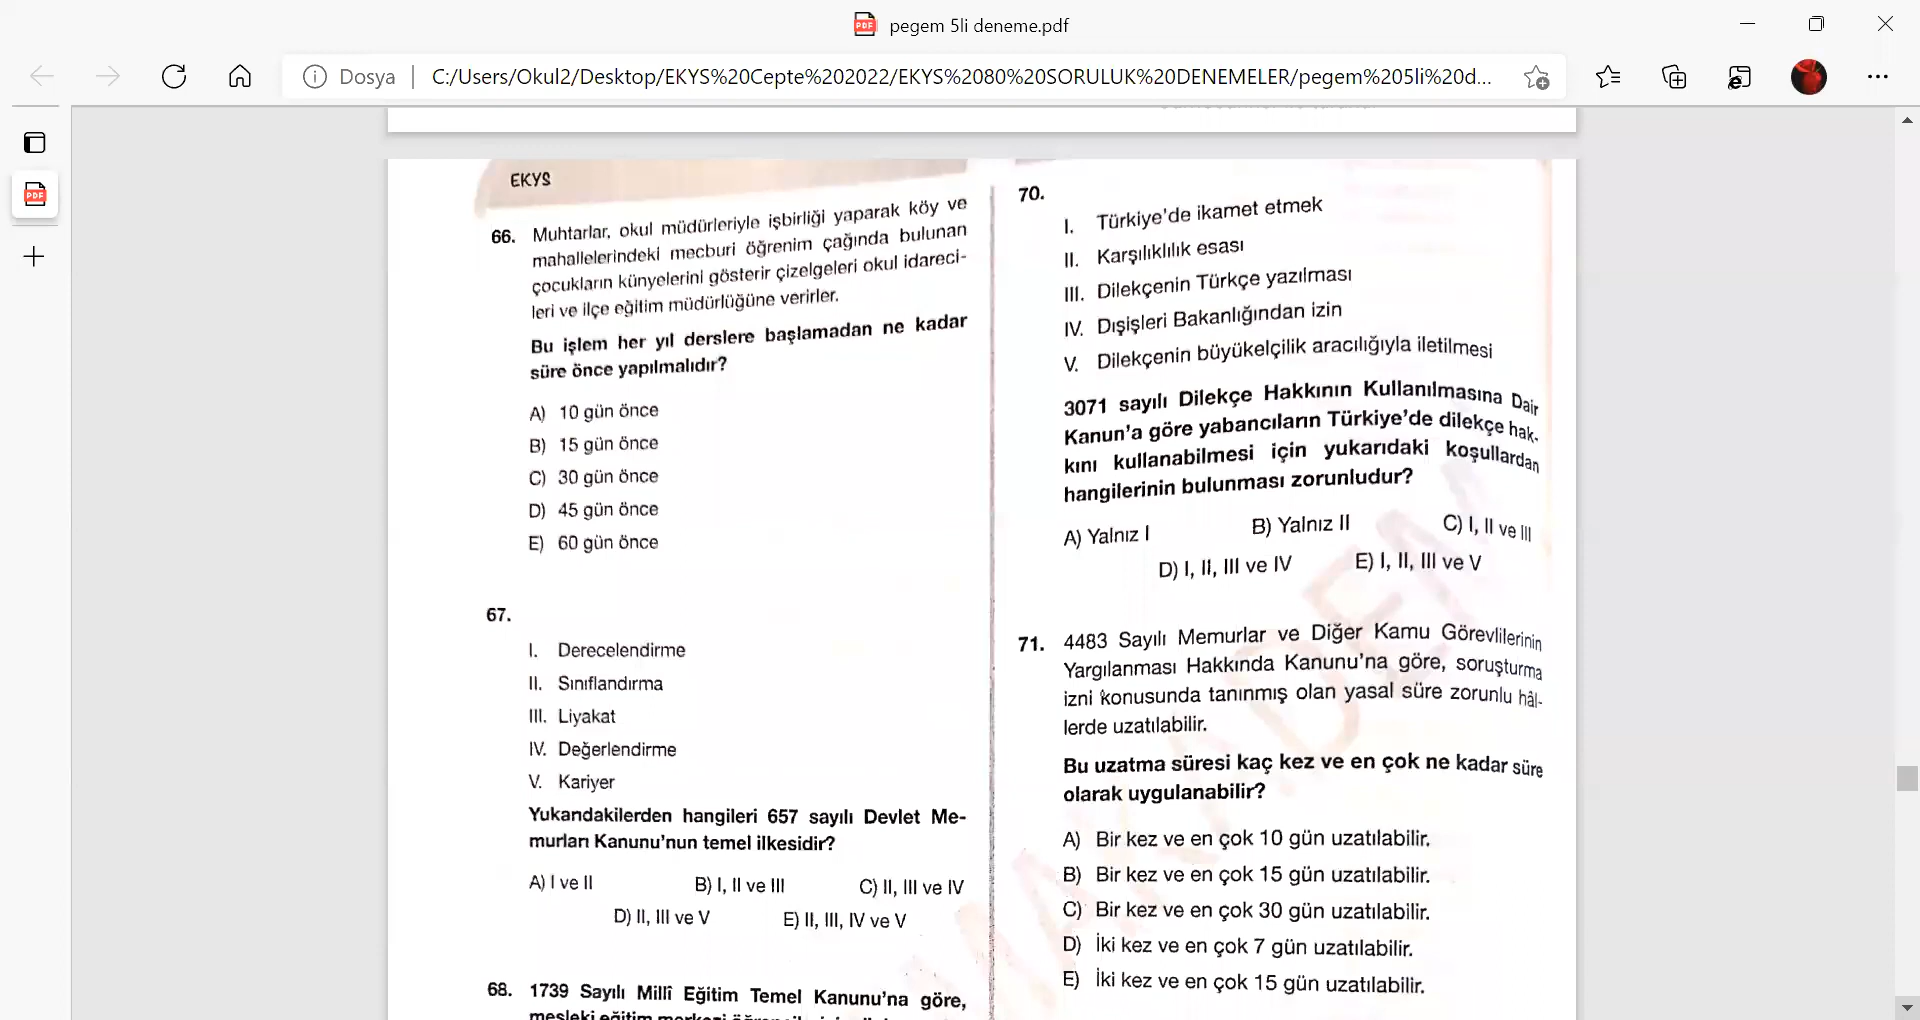 pegem 5li deneme.pdf
Dosya
C:/Users/Okul2/Desktop/EKYS%20Cepte%202022/EKYS%2080%20SORULUK%20DENEMELER/pegem%205li%20d...
EKYS
66. Muhtarlar, okul müdürleriyle işbirliği yaparak köy ve
mahallelerindeki mecburi öğrenim çağında bulunan
çocukların künyelerini gösterir çizelgeleri okul idareci-
leri ve ilçe eğitim müdürlüğüne verirler.
Bu işlem her yıl derslere başlamadan ne kadar
süre önce yapılmalıdır?
A) 10 gün önce
B) 15 gün önce
C) 30 gün önce
D) 45 gün önce
E) 60 gün önce
67.
I. Derecelendirme
II. Sınıflandırma
III. Liyakat
IV. Değerlendirme
V. Kariyer
Yukarıdakilerden hangileri 657 sayılı Devlet Me-
murları Kanunu'nun temel ilkesidir?
A) I ve II B) I, II ve III C) II, III ve IV
D) II, III ve V E) II, III, IV ve V
68. 1739 Sayılı Millî Eğitim Temel Kanunu'na göre,
mesleki eğitim merkezi
70.
I. Türkiye'de ikamet etmek
II. Karşılıklılık esası
III. Dilekçenin Türkçe yazılması
IV. Dışişleri Bakanlığından izin
V. Dilekçenin büyükelçilik aracılığıyla iletilmesi
3071 sayılı Dilekçe Hakkının Kullanılmasına Dair
Kanun'a göre yabancıların Türkiye'de dilekçe hak-
kını kullanabilmesi için yukarıdaki koşullardan
hangilerinin bulunması zorunludur?
A) Yalnız I B) Yalnız II C) I, II ve III
D) I, II, III ve IV E) I, II, III ve V
71. 4483 Sayılı Memurlar ve Diğer Kamu Görevlilerinin
Yargılanması Hakkında Kanunu'na göre, soruşturma
izni konusunda tanınmış olan yasal süre zorunlu hâl-
lerde uzatılabilir.
Bu uzatma süresi kaç kez ve en çok ne kadar süre
olarak uygulanabilir?
A) Bir kez ve en çok 10 gün uzatılabilir.
B) Bir kez ve en çok 15 gün uzatılabilir.
C) Bir kez ve en çok 30 gün uzatılabilir.
D) İki kez ve en çok 7 gün uzatılabilir.
E) İki kez ve en çok 15 gün uzatılabilir.